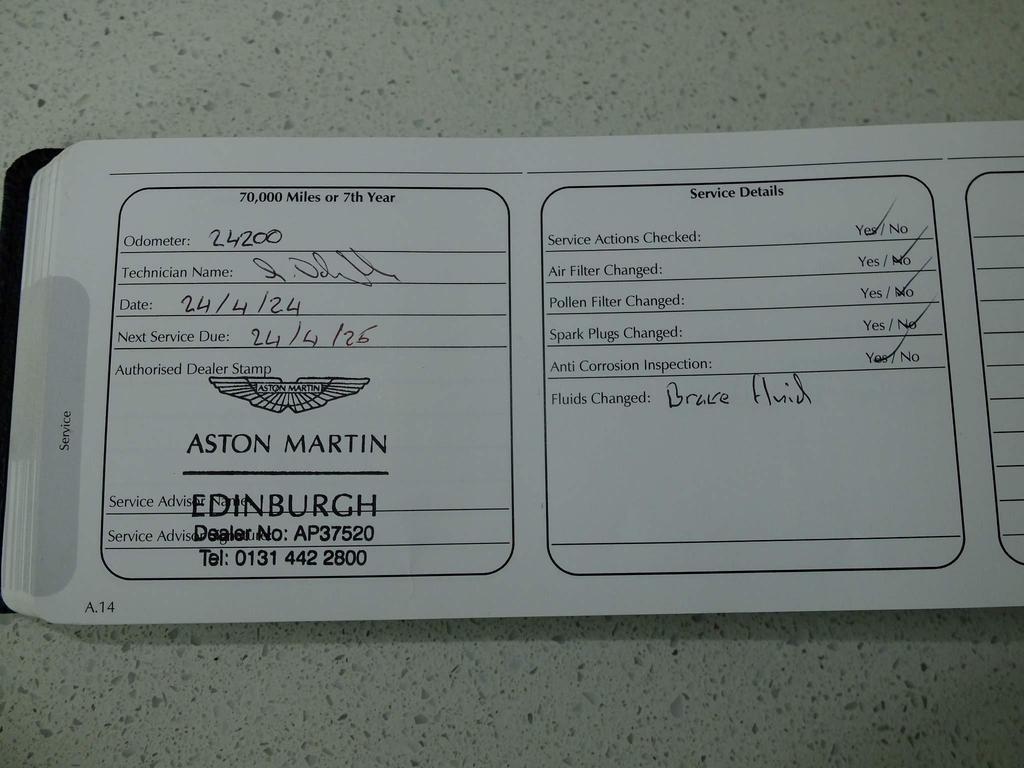 70,000 Miles or 7th Year
Odometer: 24200
Technician Name:
Date: 24/4/24
Next Service Due: 24/4/25
Authorised Dealer Stamp
ASTON MARTIN
ASTON MARTIN
Service Advisor Name:
EDINBURGH
Service Advisor Signature:
Dealer No: AP37520
Tel: 0131 442 2800
Service
A.14
Service Details
Service Actions Checked: Yes / No
Air Filter Changed: Yes / No
Pollen Filter Changed: Yes / No
Spark Plugs Changed: Yes / No
Anti Corrosion Inspection: Yes / No
Fluids Changed: Brake fluid